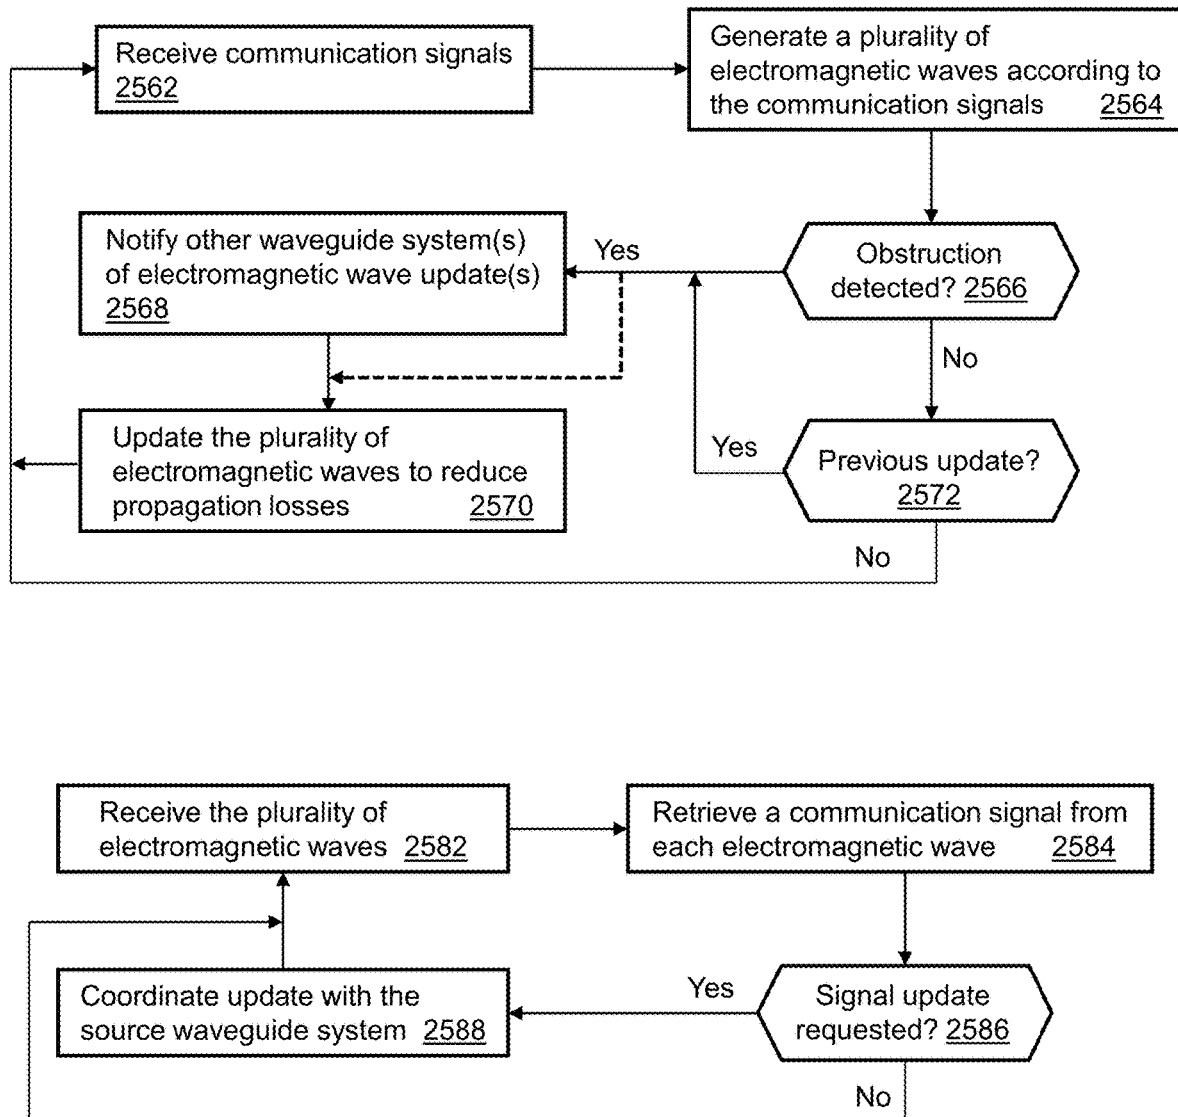 Receive communication signals
2562
Generate a plurality of
electromagnetic waves according to
the communication signals 2564
Notify other waveguide system(s)
of electromagnetic wave update(s)
2568
Yes
Obstruction
detected? 2566
No
Update the plurality of
electromagnetic waves to reduce
propagation losses 2570
Yes
Previous update?
2572
No
Receive the plurality of
electromagnetic waves 2582
Retrieve a communication signal from
each electromagnetic wave 2584
Coordinate update with the
source waveguide system 2588
Yes
Signal update
requested? 2586
No